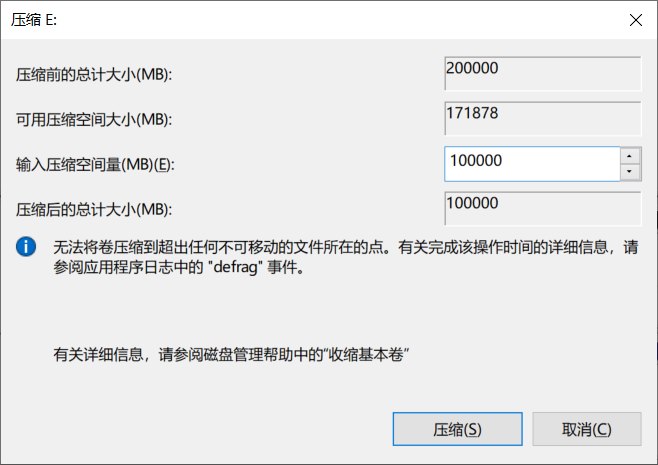 压缩 E:
压缩前的总计大小(MB): 200000
可用压缩空间大小(MB): 171878
输入压缩空间量(MB)(E): 100000
压缩后的总计大小(MB): 100000
无法将卷压缩到超出任何不可移动的文件所在的点。有关完成该操作时间的详细信息，请
参阅应用程序日志中的 "defrag" 事件。
有关详细信息，请参阅磁盘管理帮助中的“收缩基本卷”
压缩(S) 取消(C)